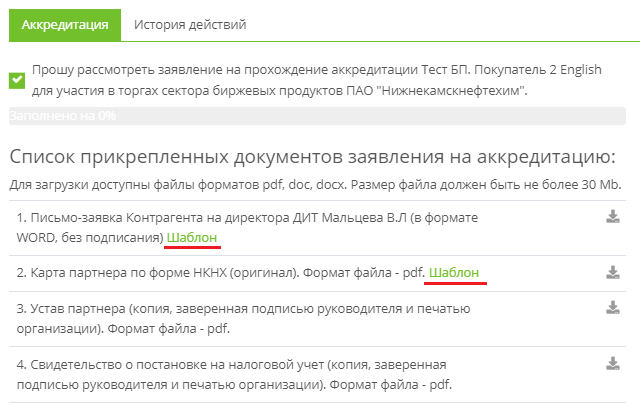 Аккредитация История действий
Прошу рассмотреть заявление на прохождение аккредитации Тест БП. Покупатель 2 English
для участия в торгах сектора биржевых продуктов ПАО "Нижнекамскнефтехим".
Заполнено на 0%
Список прикрепленных документов заявления на аккредитацию:
Для загрузки доступны файлы форматов pdf, doc, docx. Размер файла должен быть не более 30 Mb.
1. Письмо-заявка Контрагента на директора ДИТ Мальцева В.Л (в формате
WORD, без подписания) Шаблон
2. Карта партнера по форме НКНХ (оригинал). Формат файла - pdf. Шаблон
3. Устав партнера (копия, заверенная подписью руководителя и печатью
организации). Формат файла - pdf.
4. Свидетельство о постановке на налоговый учет (копия, заверенная
подписью руководителя и печатью организации). Формат файла - pdf.